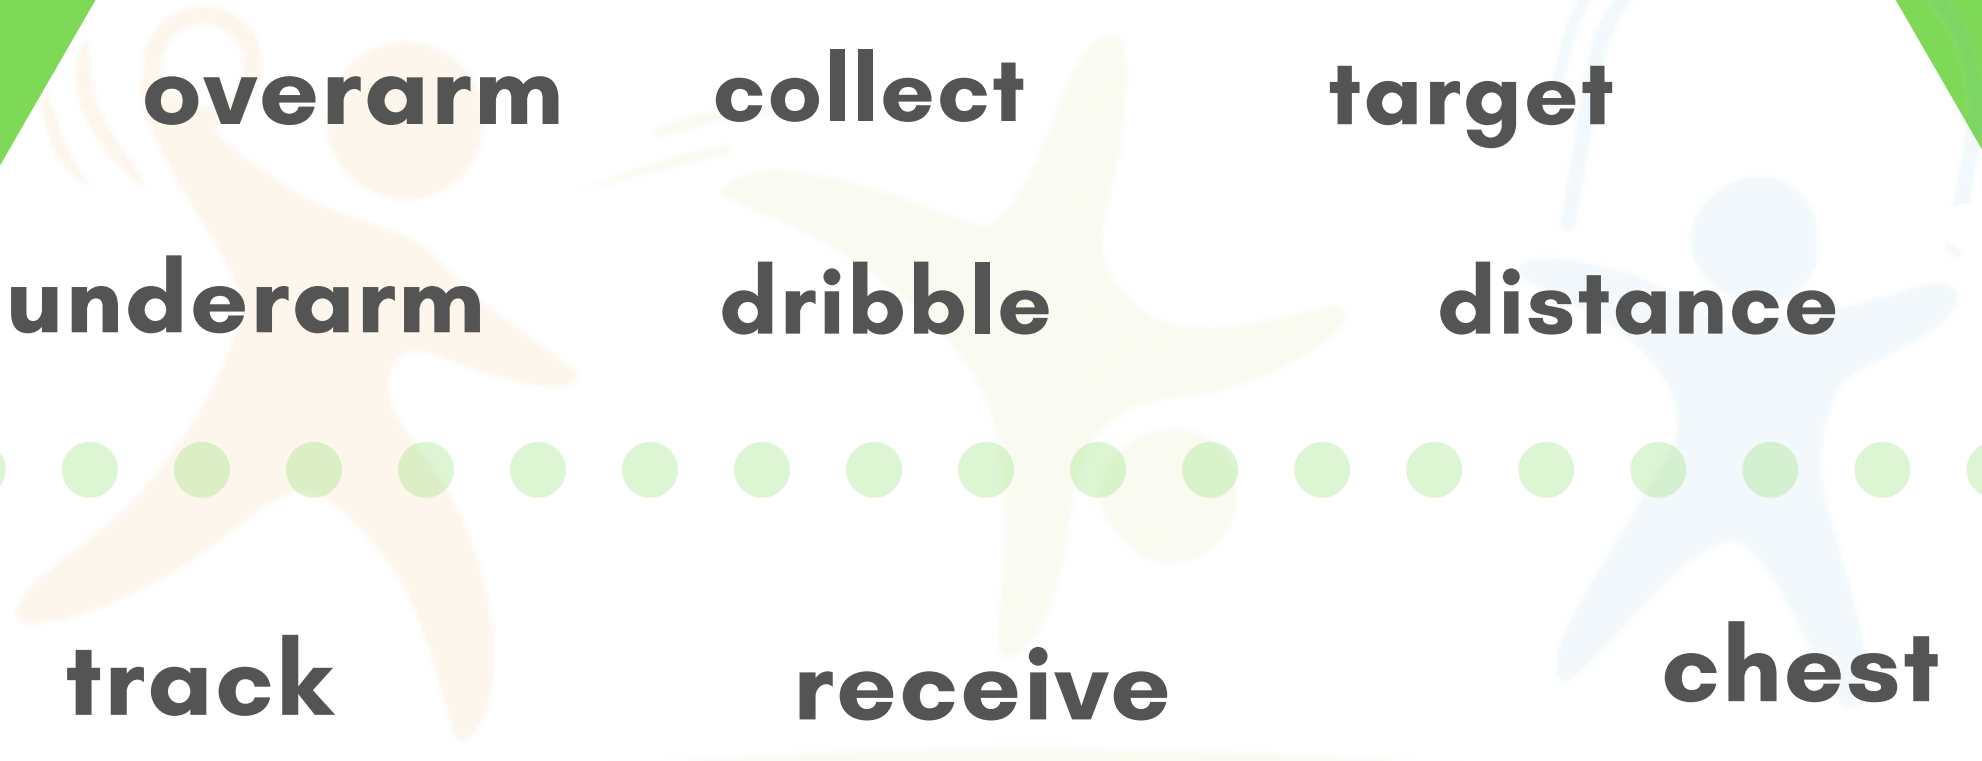 overarm collect target
underarm dribble distance
track receive chest